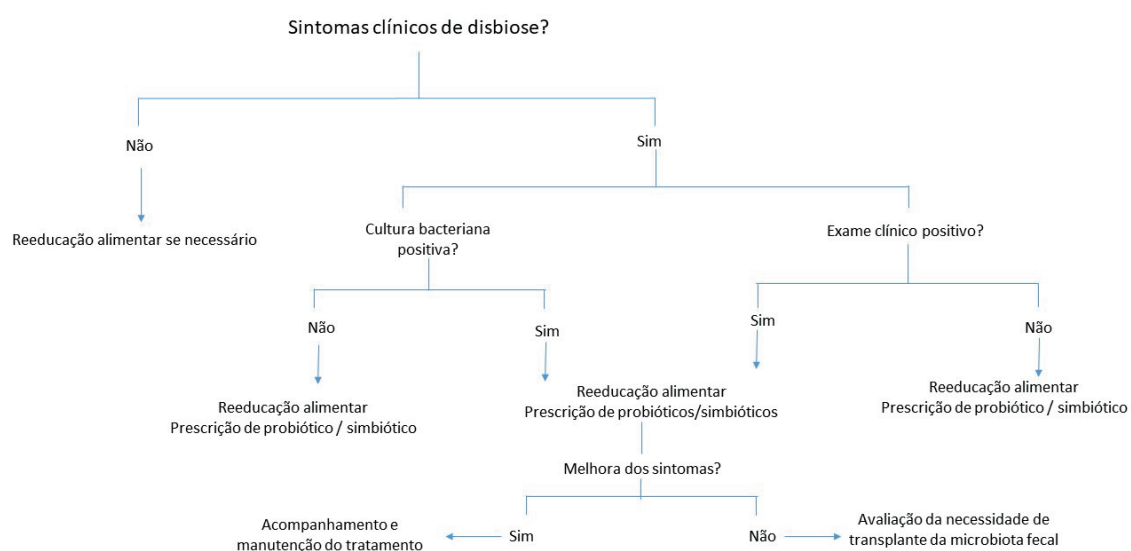 Sintomas clínicos de disbiose?
Não
Sim
Reeducação alimentar se necessário
Cultura bacteriana
positiva?
Exame clínico positivo?
Não
Sim
Sim
Não
Reeducação alimentar
Prescrição de probiótico / simbiótico
Reeducação alimentar
Prescrição de probióticos/simbióticos
Reeducação alimentar
Prescrição de probiótico / simbiótico
Melhora dos sintomas?
Acompanhamento e
manutenção do tratamento
Sim
Não
Avaliação da necessidade de
transplante da microbiota fecal